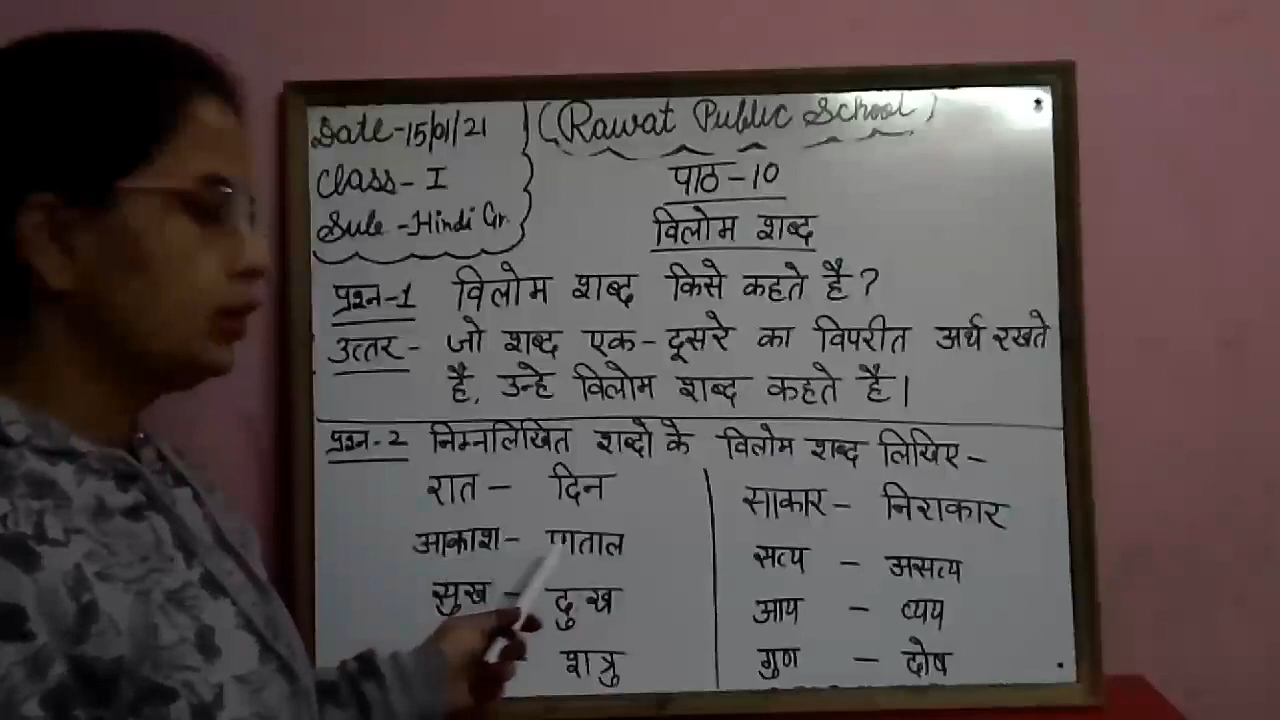 Date-15/01/21
(Rawat Public School)
Class-I
Sub-Hindi Gr.
पाठ-10
विलोम शब्द
प्रश्न-1 विलोम शब्द किसे कहते है?
उत्तर- जो शब्द एक-दूसरे का विपरीत अर्थ रखते
है, उन्हे विलोम शब्द कहते है।
प्रश्न-2 निम्नलिखित शब्दो के विलोम शब्द लिखिए-
रात - दिन
आकाश- पाताल
सुख - दुख
शत्रु
साकार - निराकार
सत्य - असत्य
आय - व्यय
गुण - दोष